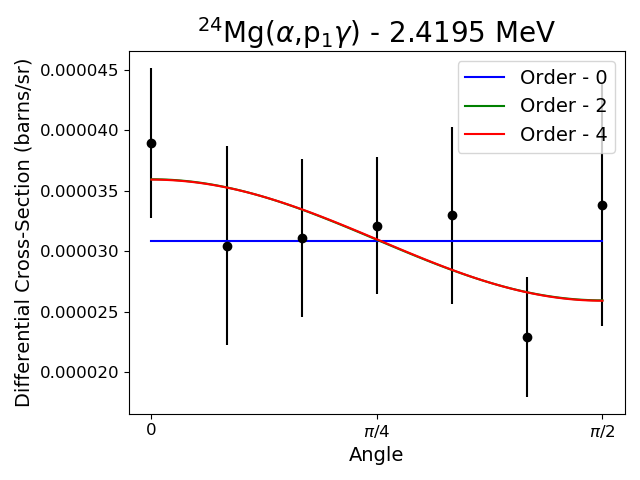 ²⁴Mg(α,p₁γ) - 2.4195 MeV
Differential Cross-Section (barns/sr)
0.000045
0.000040
0.000035
0.000030
0.000025
0.000020
Order - 0
Order - 2
Order - 4
0
π/4
π/2
Angle